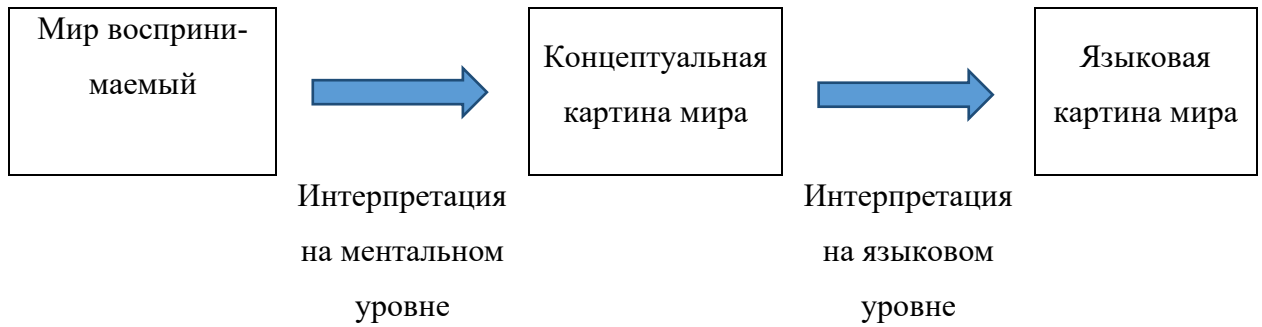 Мир восприни-
маемый
Концептуальная
картина мира
Языковая
картина мира
Интерпретация
на ментальном
уровне
Интерпретация
на языковом
уровне